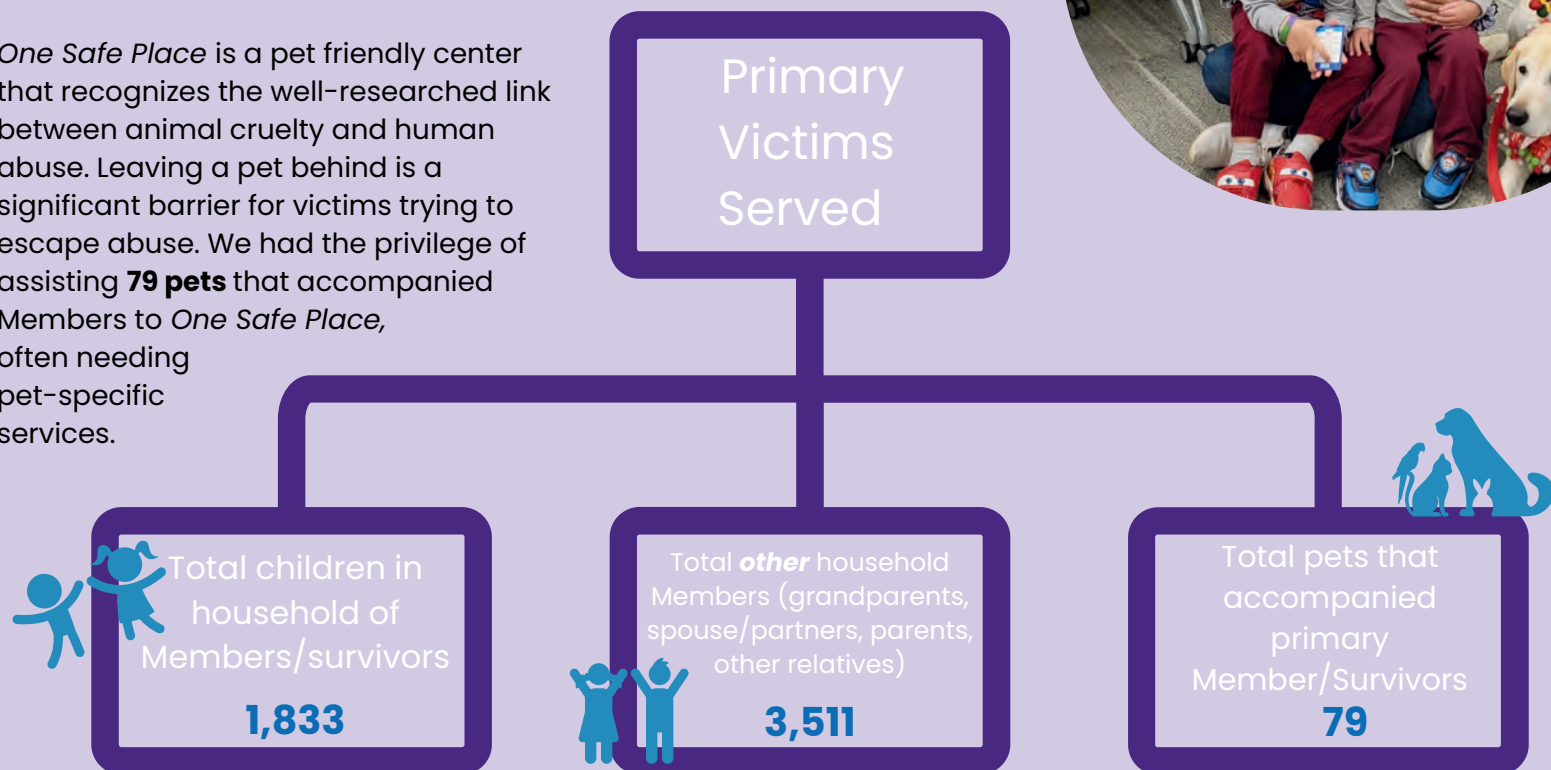 One Safe Place is a pet friendly center
that recognizes the well-researched link
between animal cruelty and human
abuse. Leaving a pet behind is a
significant barrier for victims trying to
escape abuse. We had the privilege of
assisting 79 pets that accompanied
Members to One Safe Place,
often needing
pet-specific
services.
Primary
Victims
Served
Total children in
household of
Members/survivors
1,833
Total other household
Members (grandparents,
spouse/partners, parents,
other relatives)
3,511
Total pets that
accompanied
primary
Member/Survivors
79